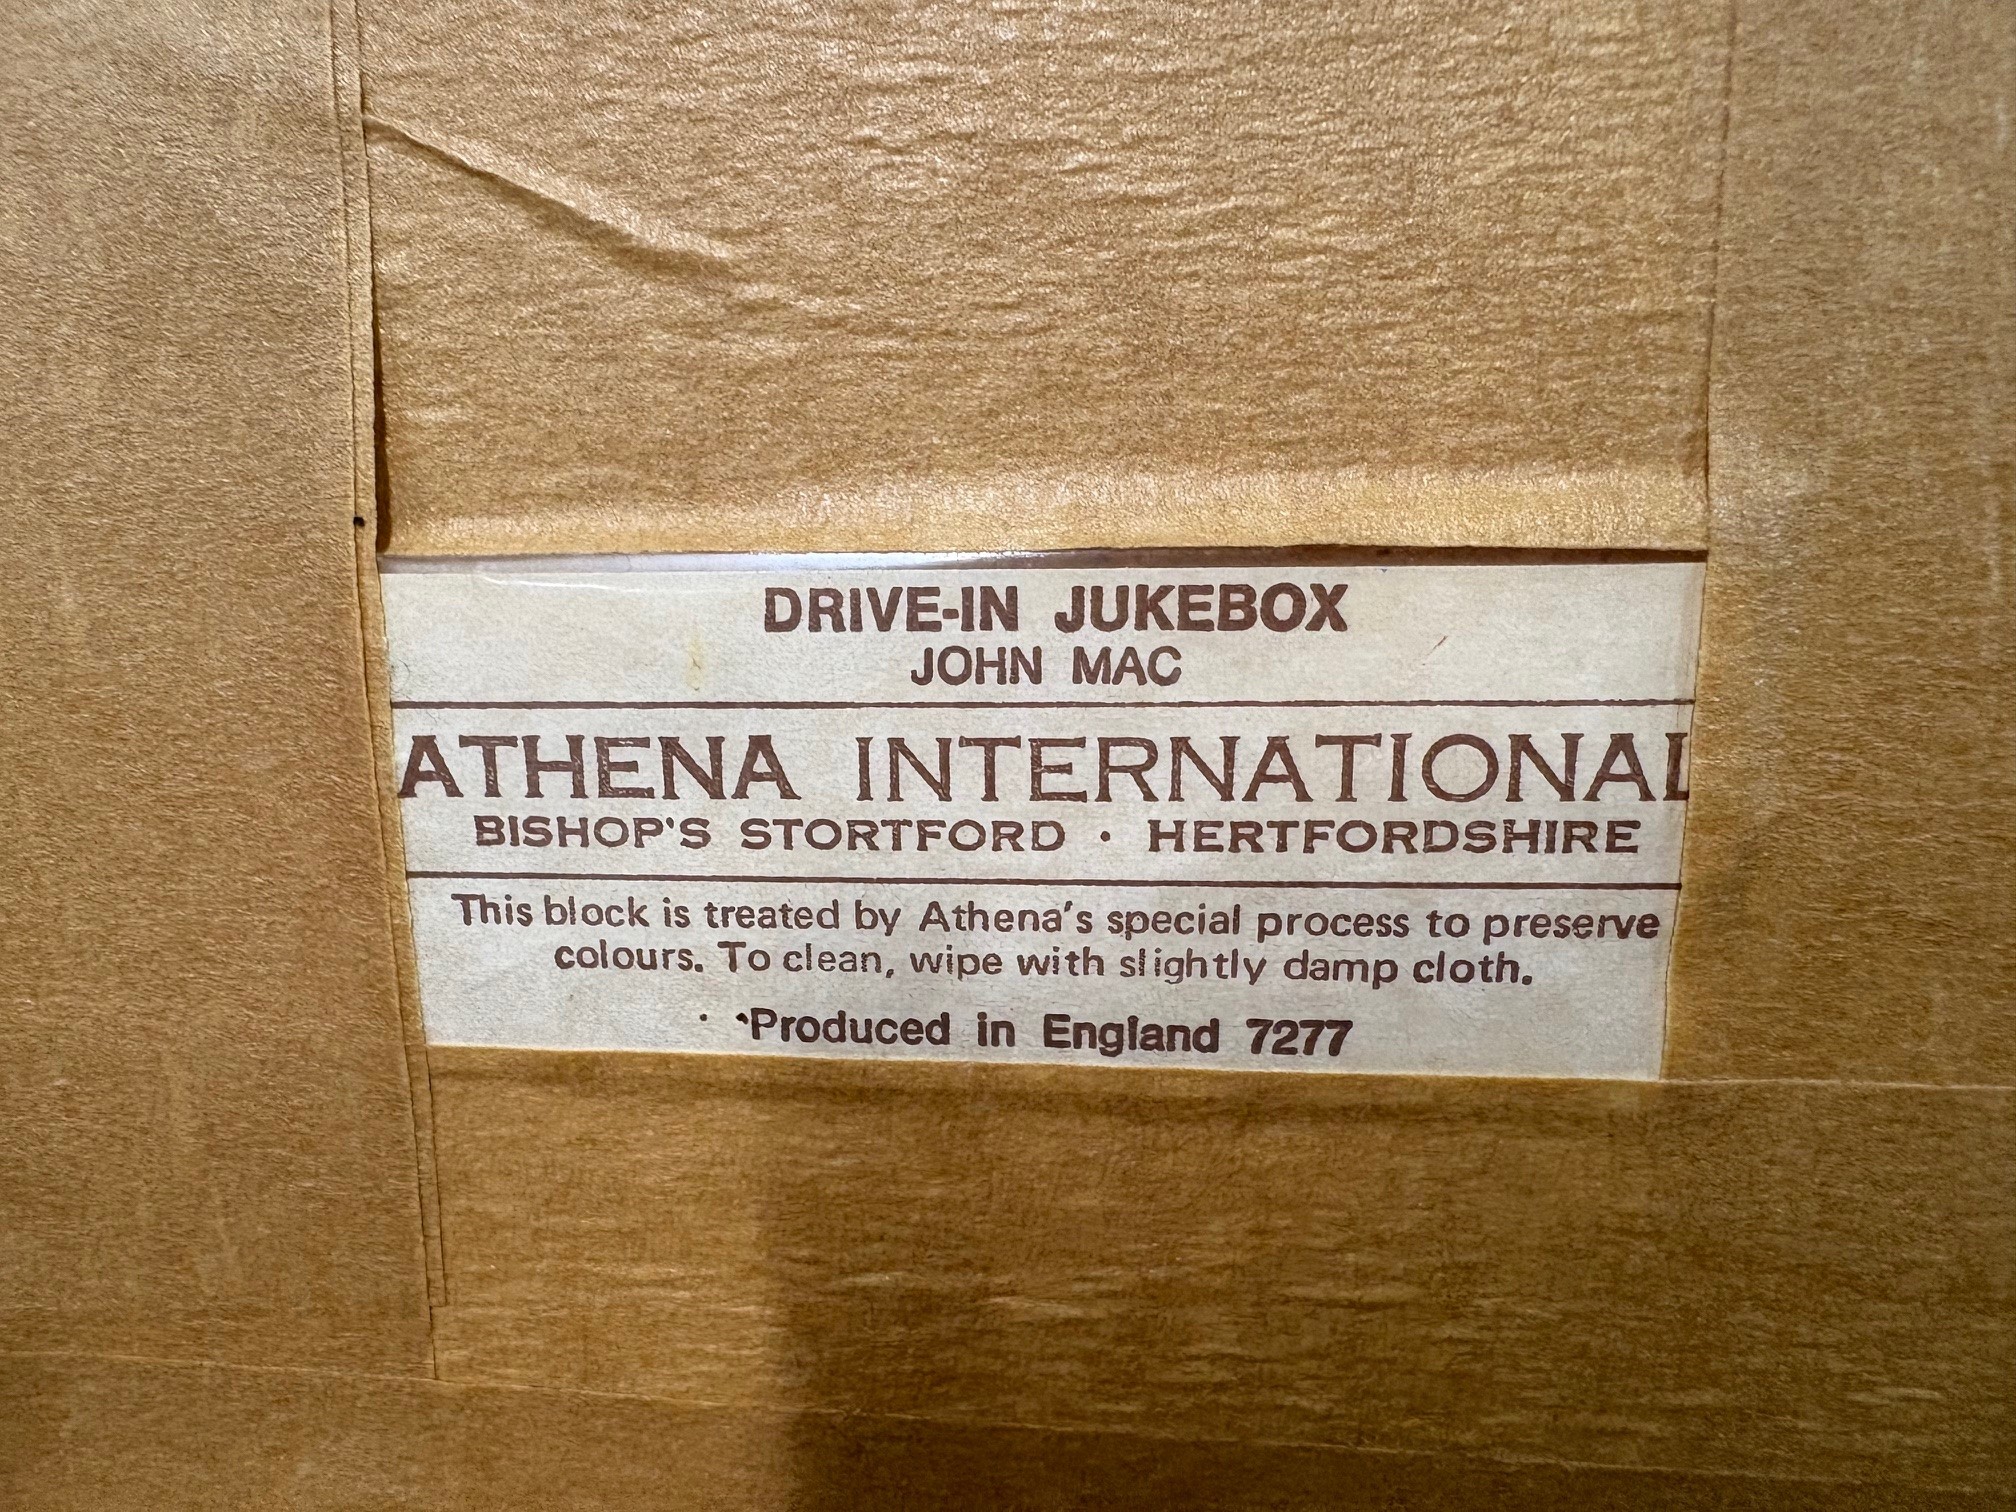 DRIVE-IN JUKEBOX
JOHN MAC
ATHENA INTERNATIONAL
BISHOP'S STORTFORD · HERTFORDSHIRE
This block is treated by Athena's special process to preserve
colours. To clean, wipe with slightly damp cloth.
Produced in England 7277